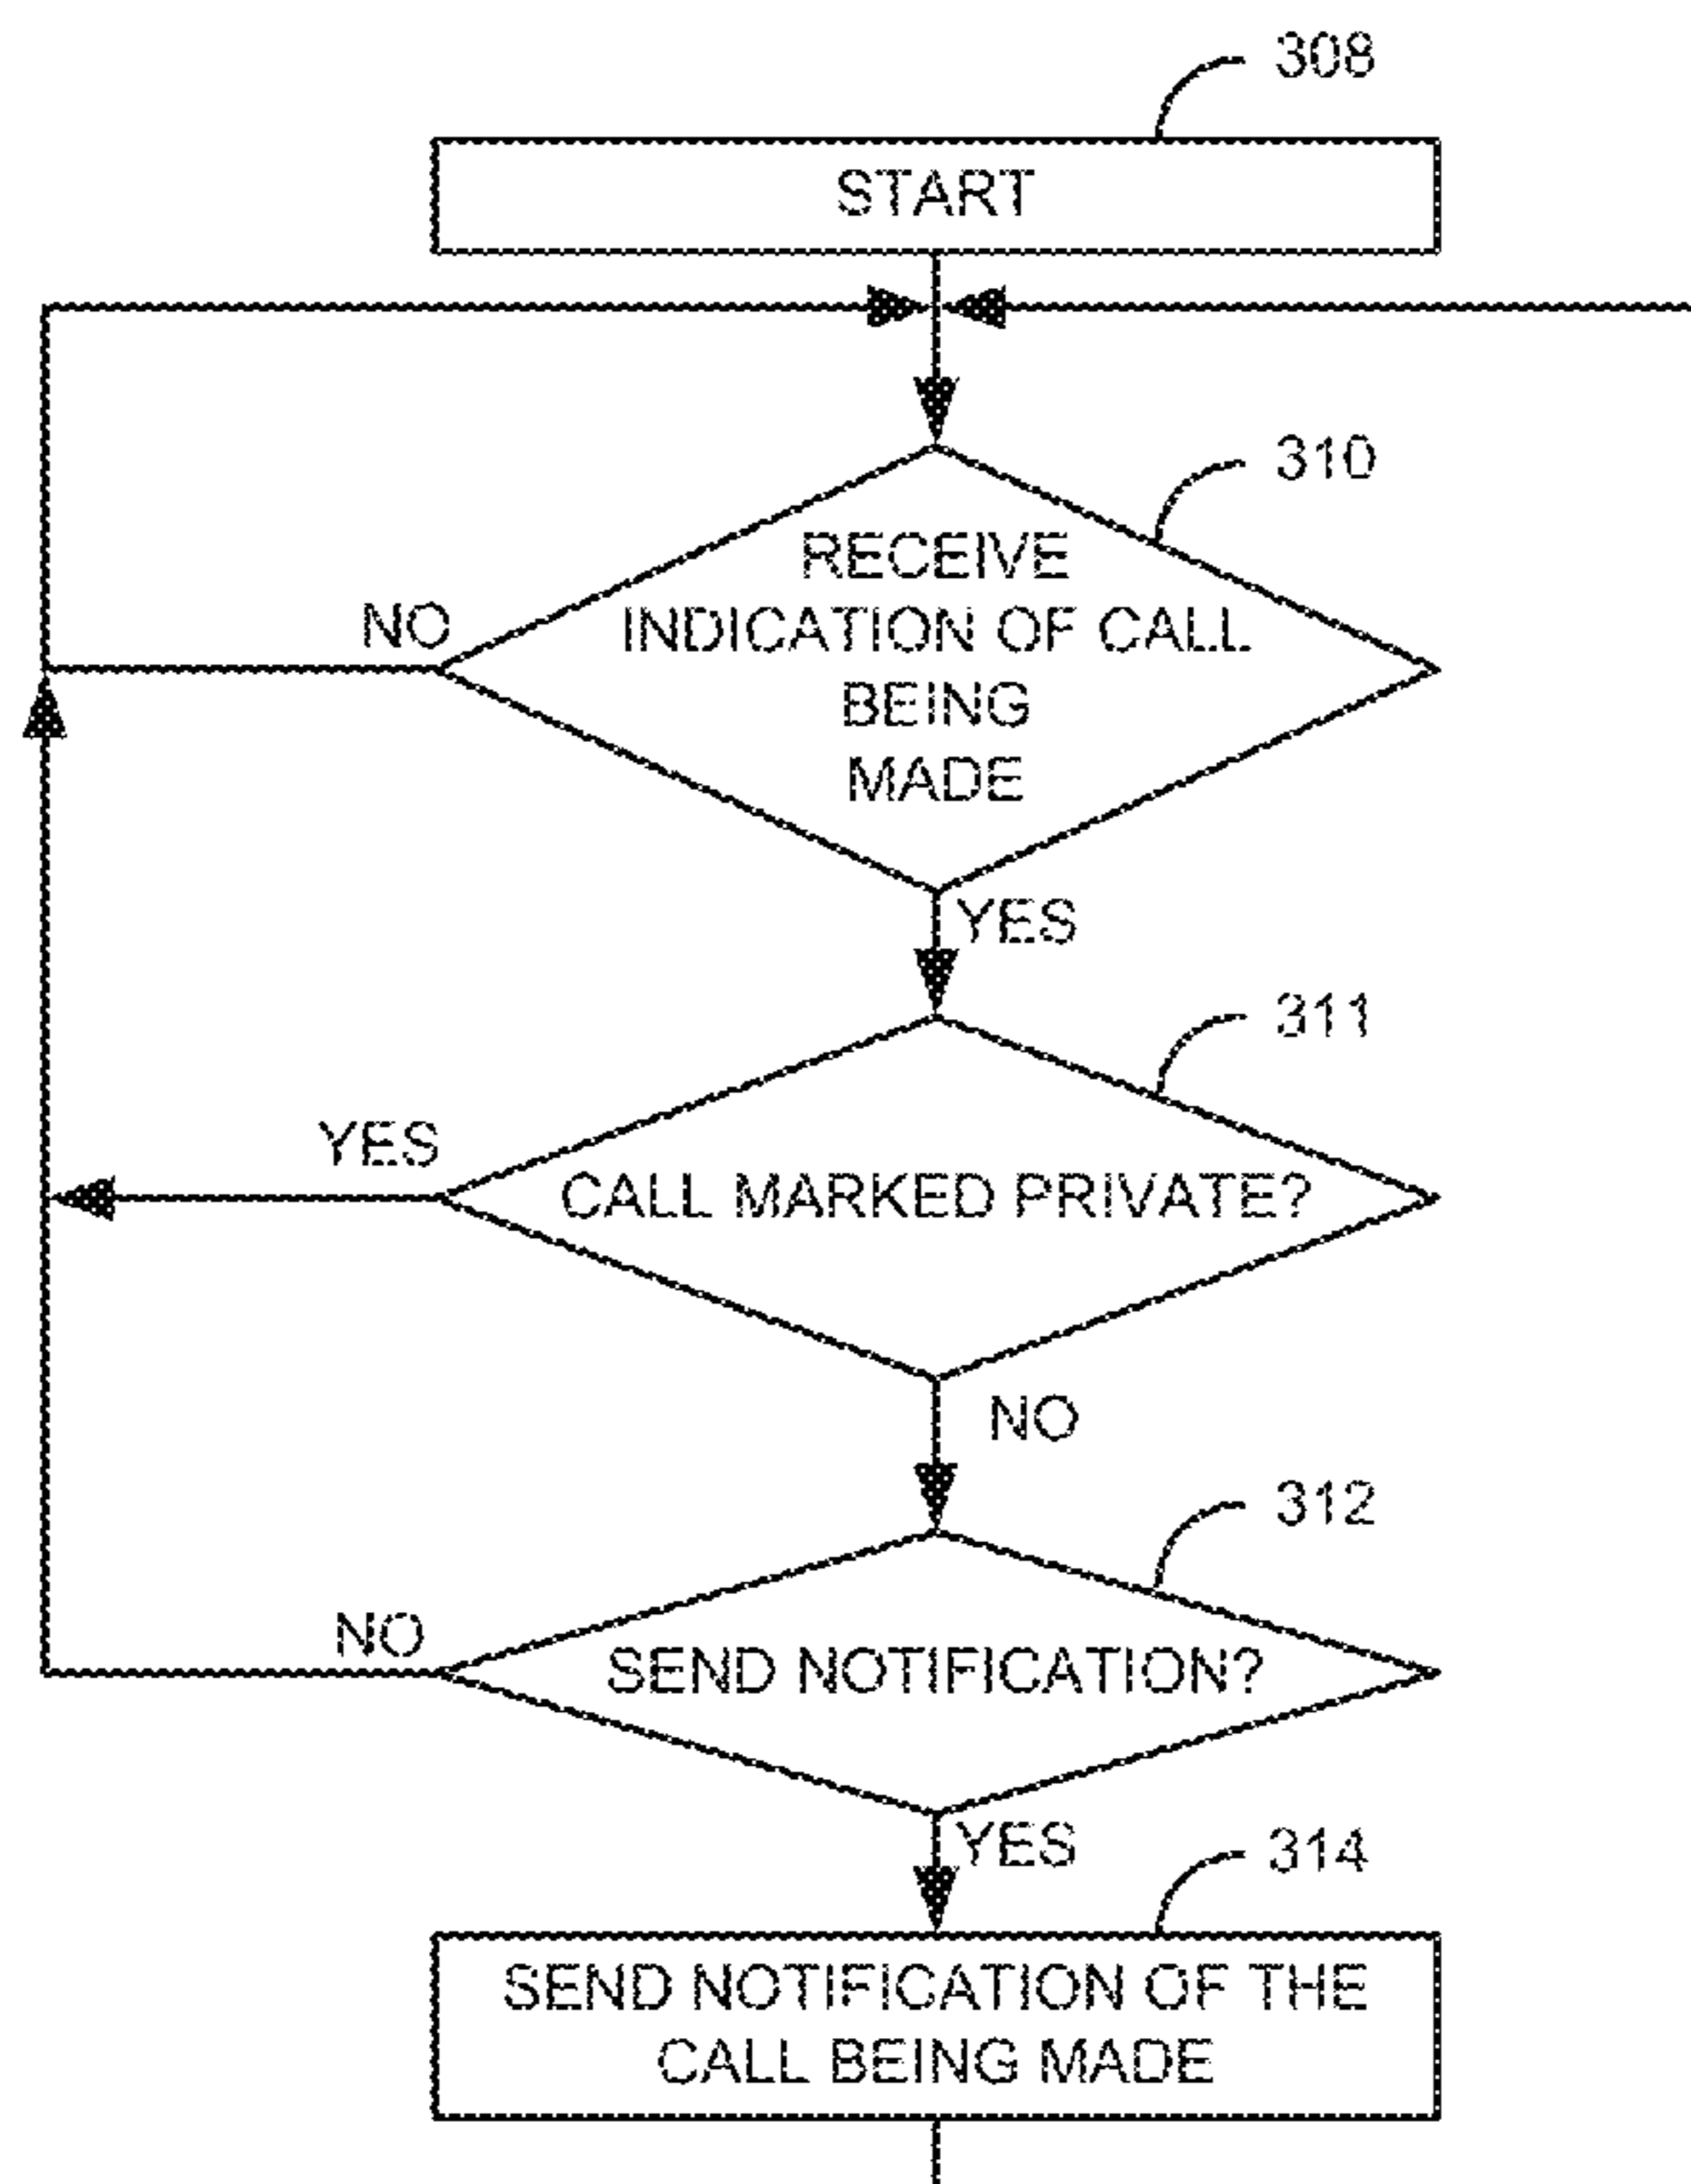 308
START
310
RECEIVE
INDICATION OF CALL
BEING
MADE
NO
YES
311
YES
CALL MARKED PRIVATE?
NO
312
NO
SEND NOTIFICATION?
YES
314
SEND NOTIFICATION OF THE
CALL BEING MADE